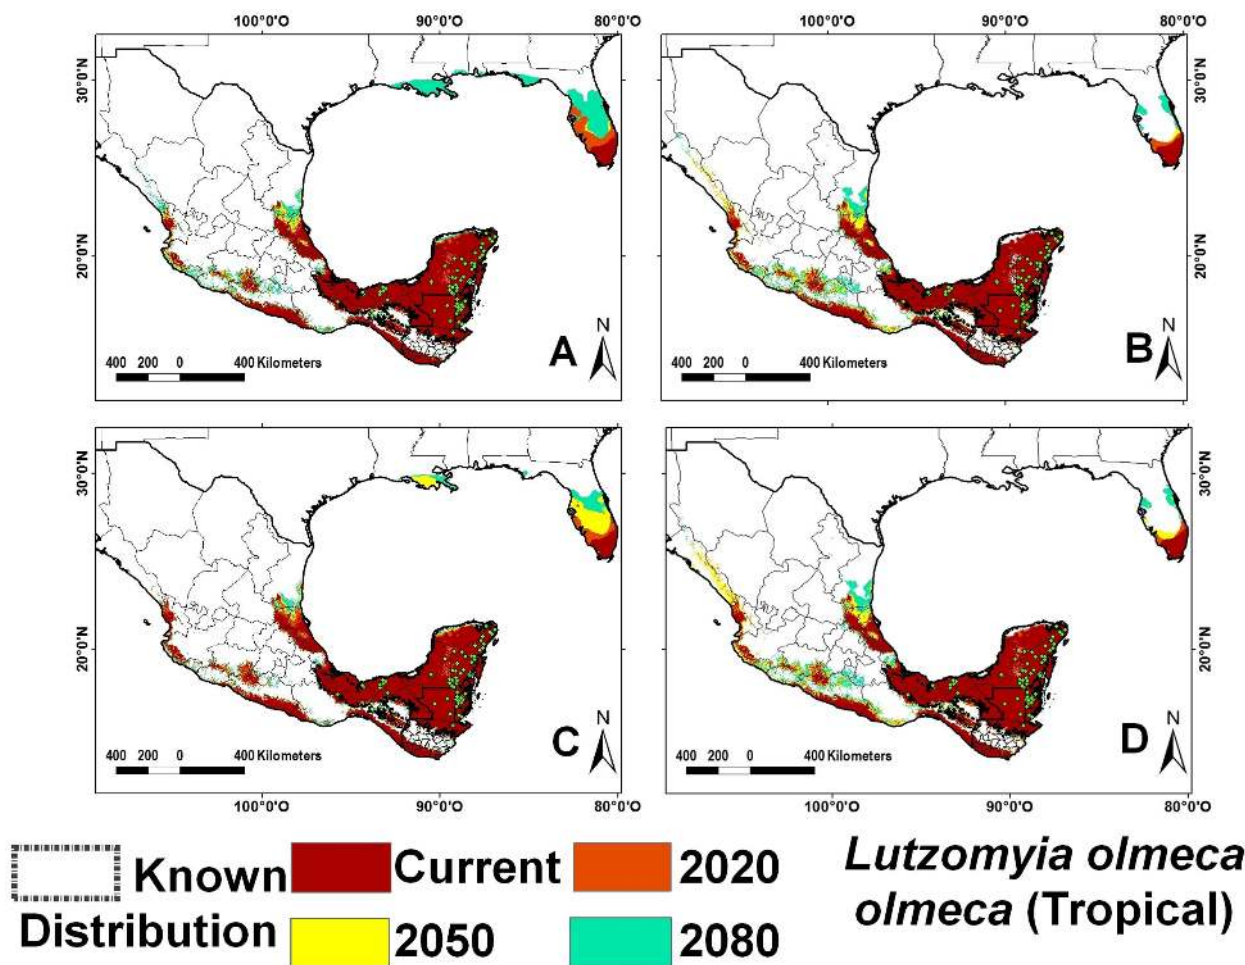 100°0'O 90°0'O 80°0'O 100°0'O 90°0'O 80°0'O
30°0'N 30°0'N
20°0'N 20°0'N
N N
400 200 0 400 Kilometers A 400 200 0 400 Kilometers B
30°0'N 30°0'N
20°0'N 20°0'N
N N
400 200 0 400 Kilometers C 400 200 0 400 Kilometers D
100°0'O 90°0'O 80°0'O 100°0'O 90°0'O 80°0'O
Known Current 2020 Lutzomyia olmeca
Distribution 2050 2080 olmeca (Tropical)